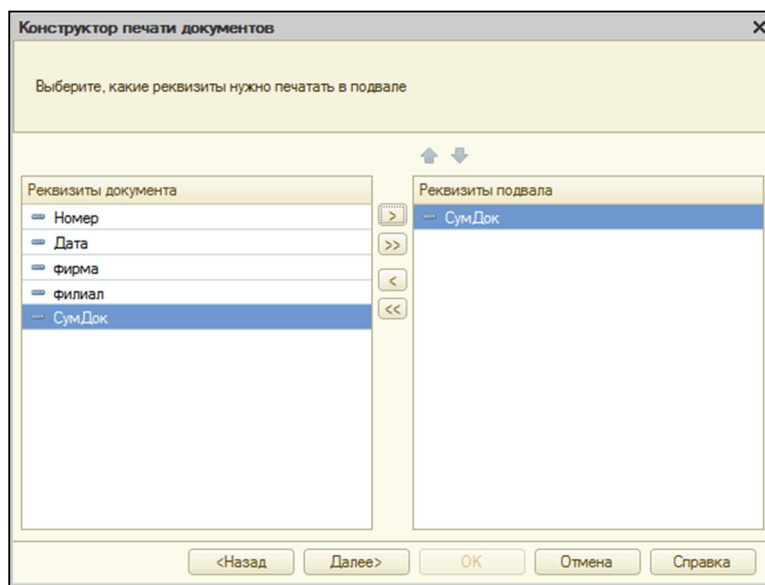 Конструктор печати документов
Выберите, какие реквизиты нужно печатать в подвале
Реквизиты документа
Номер
Дата
фирма
филиал
СумДок
>
>>
<
<<
Реквизиты подвала
СумДок
<Назад Далее> OK Отмена Справка